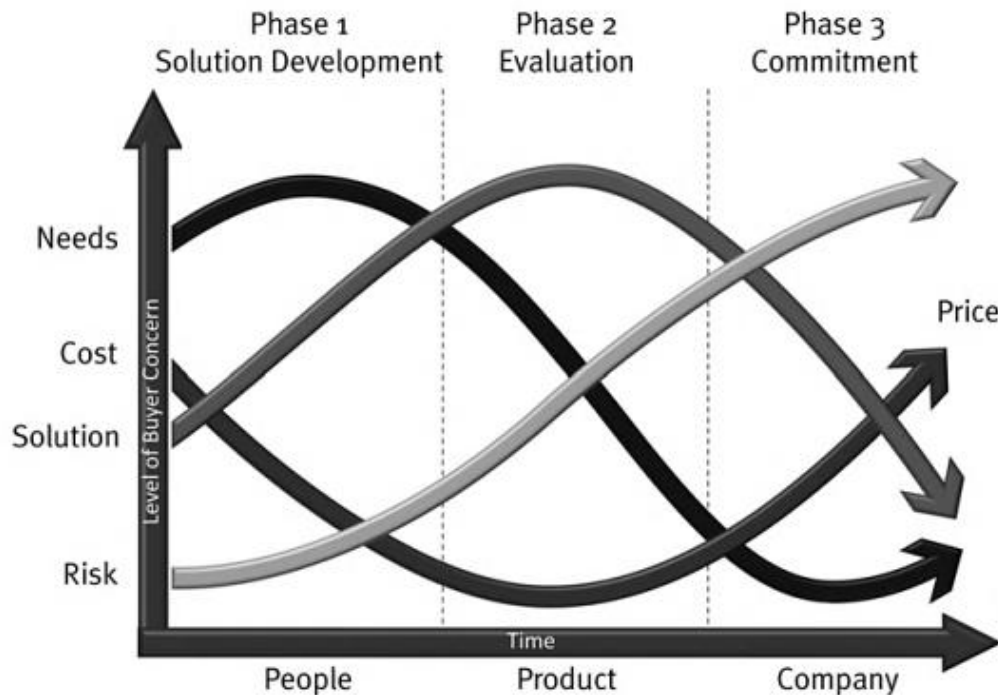 Phase 1
Solution Development
Phase 2
Evaluation
Phase 3
Commitment
Needs
Cost
Solution
Risk
Level of Buyer Concern
Price
Time
People
Product
Company